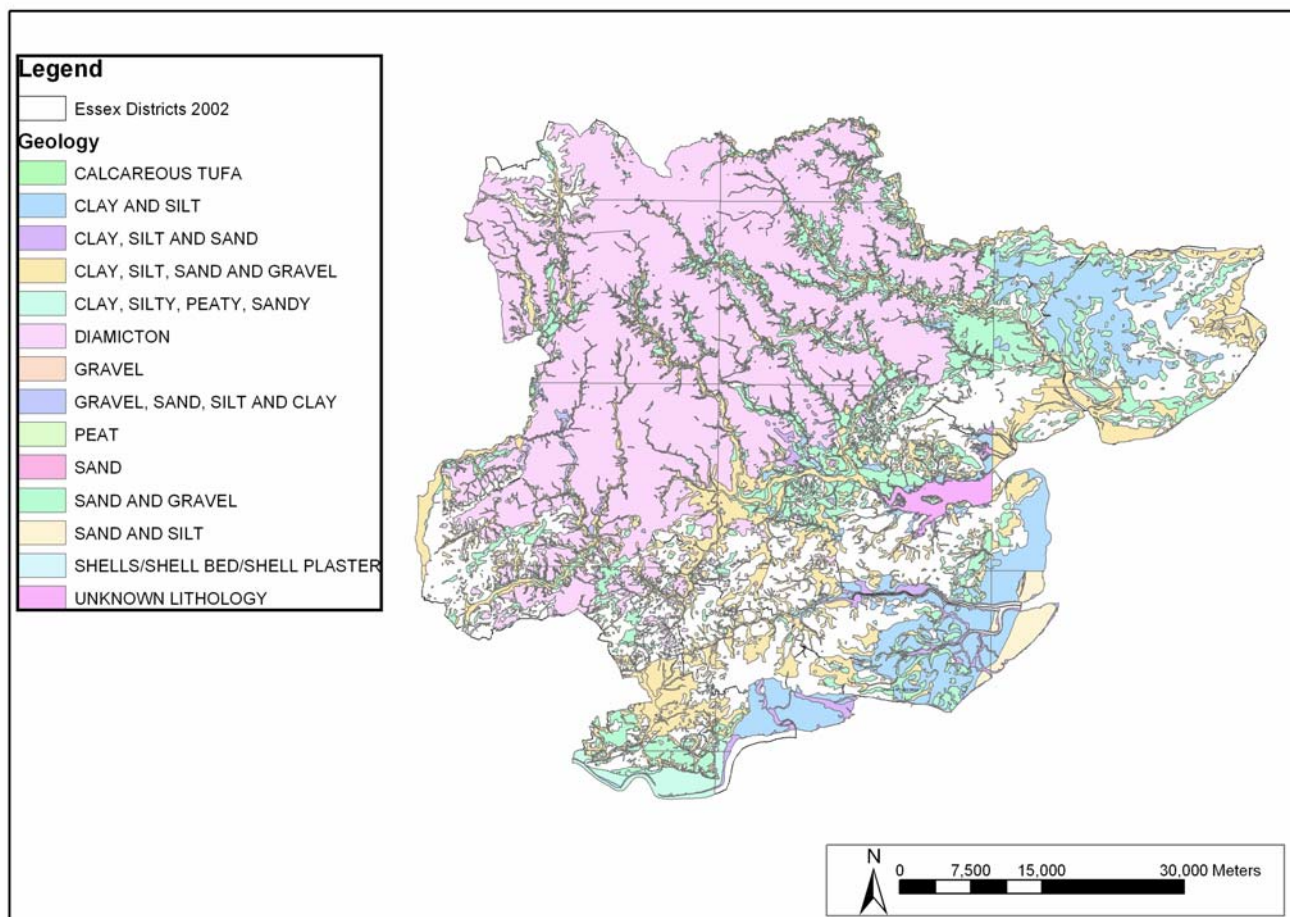 Legend
Essex Districts 2002
Geology
CALCAREOUS TUFA
CLAY AND SILT
CLAY, SILT AND SAND
CLAY, SILT, SAND AND GRAVEL
CLAY, SILTY, PEATY, SANDY
DIAMICTON
GRAVEL
GRAVEL, SAND, SILT AND CLAY
PEAT
SAND
SAND AND GRAVEL
SAND AND SILT
SHELLS/SHELL BED/SHELL PLASTER
UNKNOWN LITHOLOGY
N
0 7,500 15,000 30,000 Meters